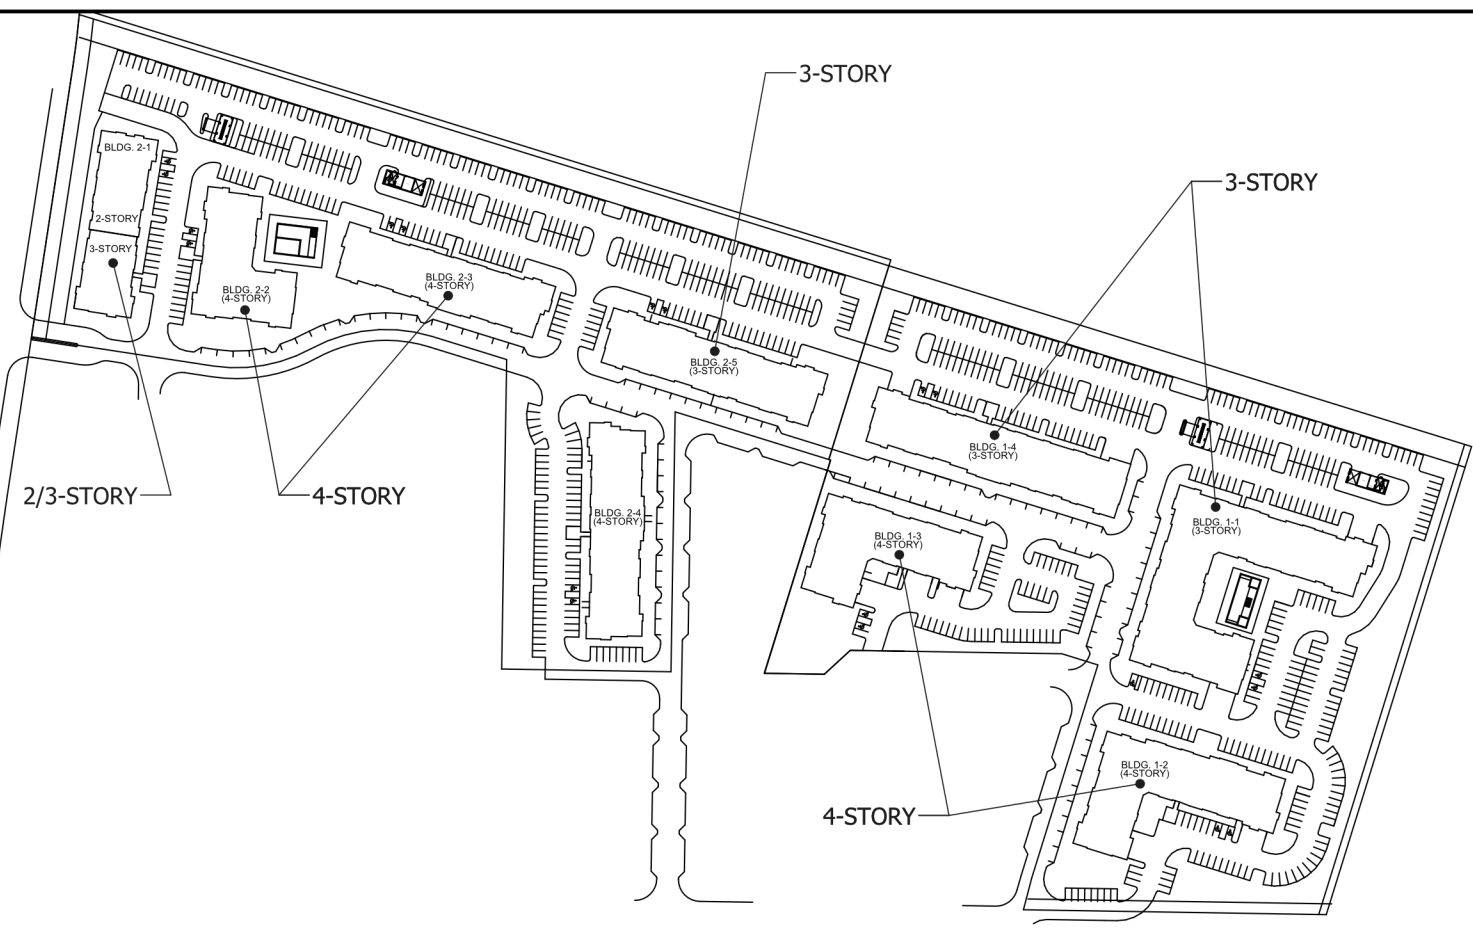 3-STORY
BLDG. 2-1
3-STORY
2-STORY
3-STORY
BLDG. 2-3
(4-STORY)
BLDG. 2-2
(4-STORY)
BLDG. 2-5
(3-STORY)
BLDG. 1-4
(3-STORY)
2/3-STORY
4-STORY
BLDG. 2-4
(4-STORY)
BLDG. 1-1
(3-STORY)
BLDG. 1-3
(4-STORY)
BLDG. 1-2
(4-STORY)
4-STORY